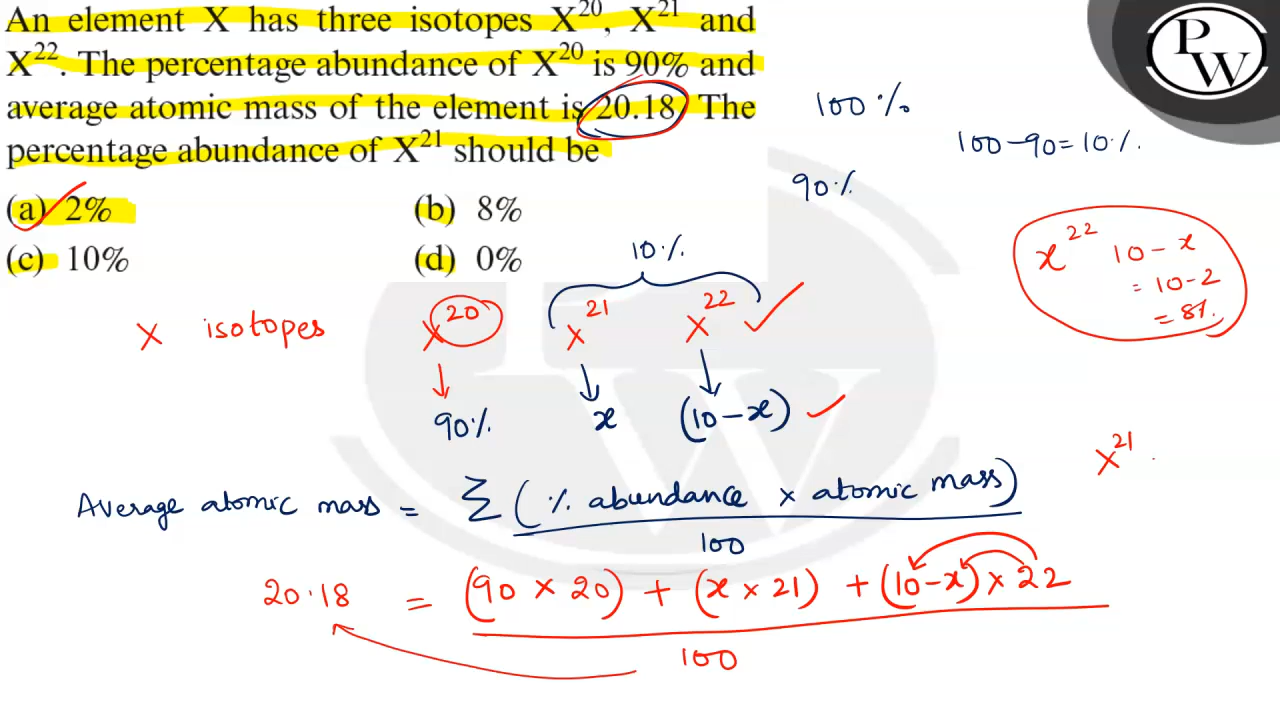 An element X has three isotopes X²⁰, X²¹ and
X²². The percentage abundance of X²⁰ is 90% and
average atomic mass of the element is 20.18. The
percentage abundance of X²¹ should be
(a) 2% (b) 8%
(c) 10% (d) 0%
PW
100%
100-90=10%.
90%
x²² 10-x
= 10-2
= 8%.
10%
X isotopes X²⁰ X²¹ X²²
90% x (10-x)
X²¹
Average atomic mass = Σ (% abundance × atomic mass)
100
20.18 = (90 × 20) + (x × 21) + (10-x) × 22
100